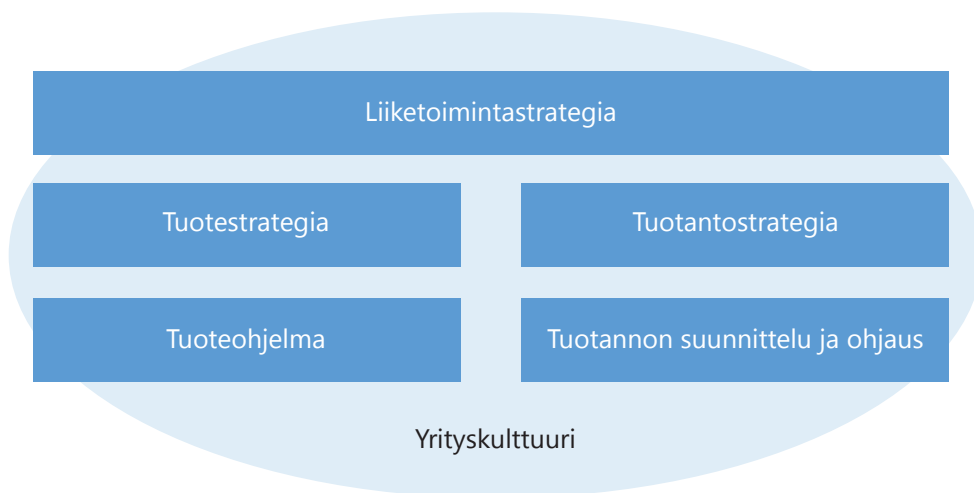 Liiketoimintastrategia
Tuotestrategia
Tuotantostrategia
Tuoteohjelma
Tuotannon suunnittelu ja ohjaus
Yrityskulttuuri